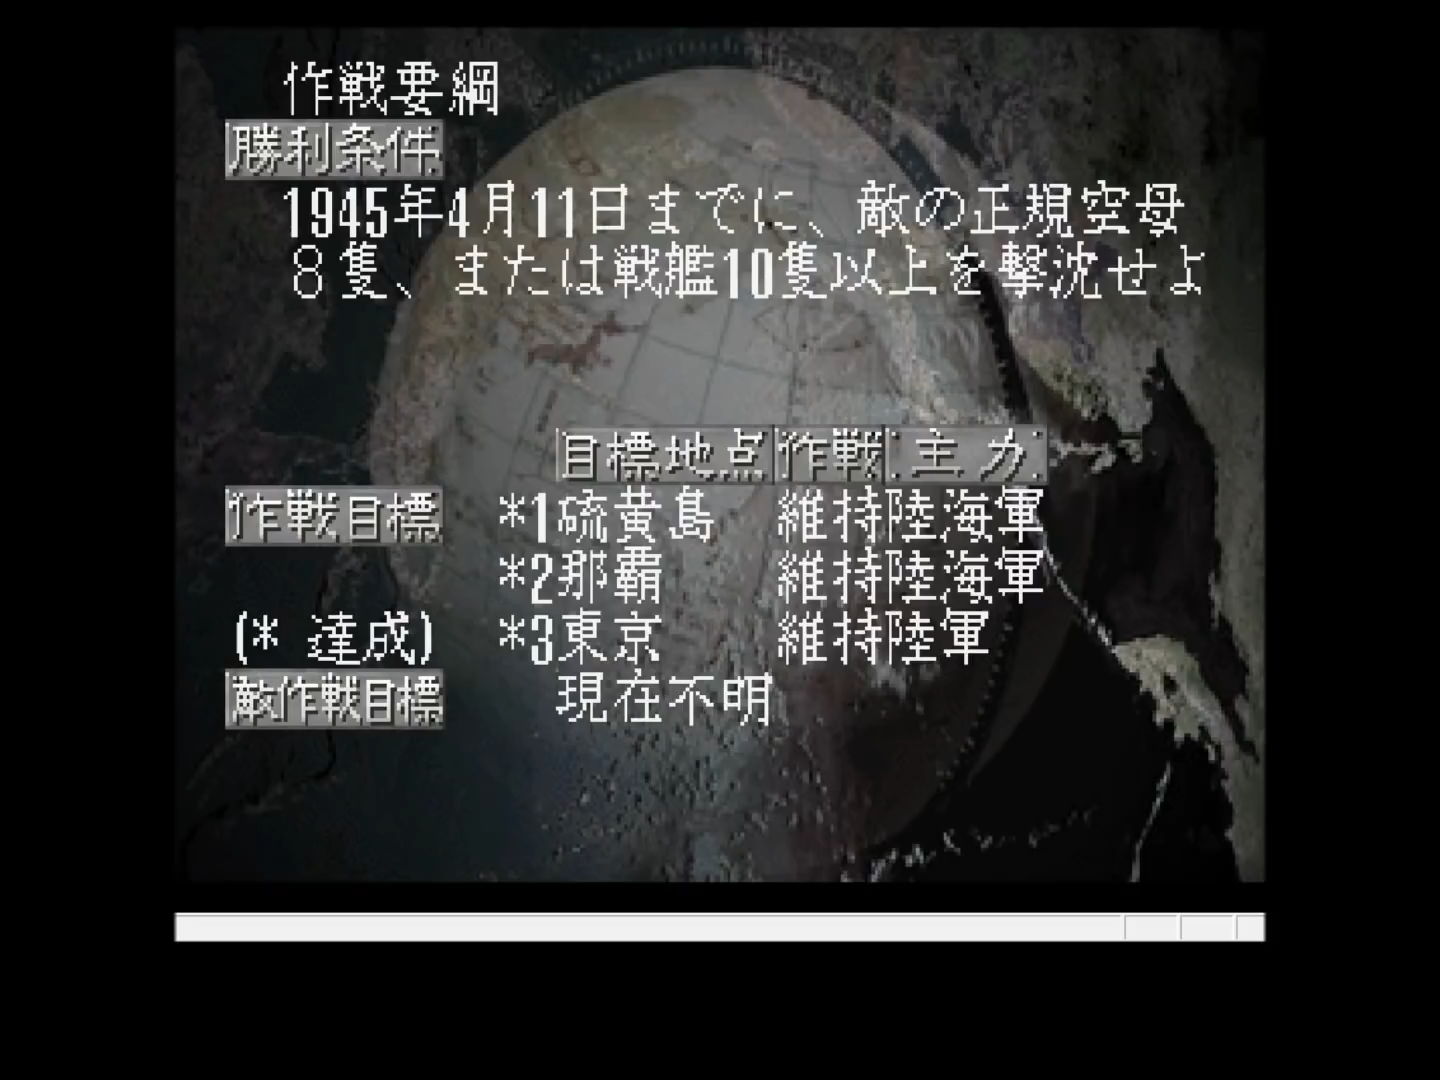 作戦要綱
勝利条件
1945年4月11日までに、敵の正規空母
８隻、または戦艦10隻以上を撃沈せよ
目標地点 作戦 主力
作戦目標 *1硫黄島 維持陸海軍
*2那覇 維持陸海軍
(* 達成) *3東京 維持陸軍
敵作戦目標 現在不明